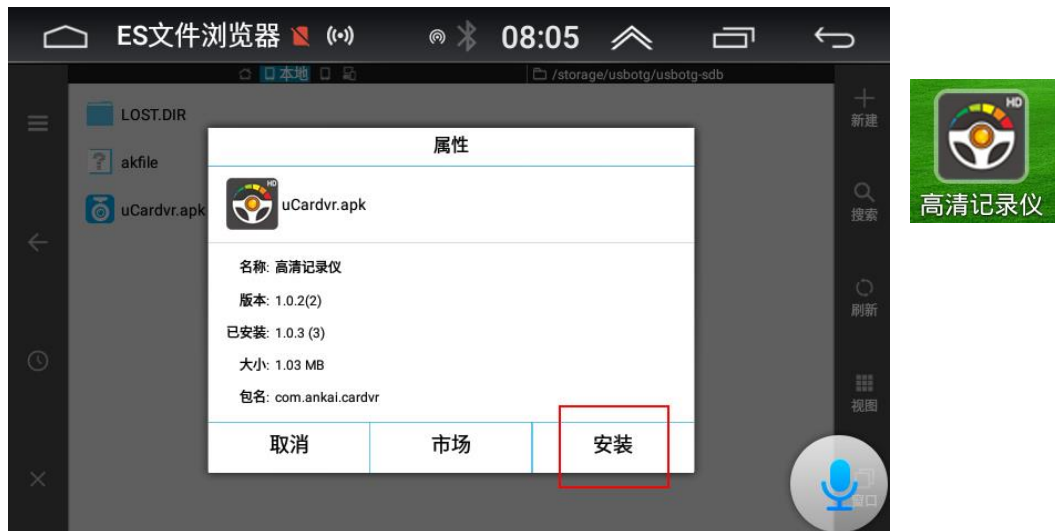 ES文件浏览器
08:05
本地
/storage/usbotg/usbotg-sdb
LOST.DIR
akfile
uCardvr.apk
新建
搜索
刷新
视图
窗口
属性
HD
uCardvr.apk
名称: 高清记录仪
版本: 1.0.2(2)
已安装: 1.0.3 (3)
大小: 1.03 MB
包名: com.ankai.cardvr
取消
市场
安装
HD
高清记录仪